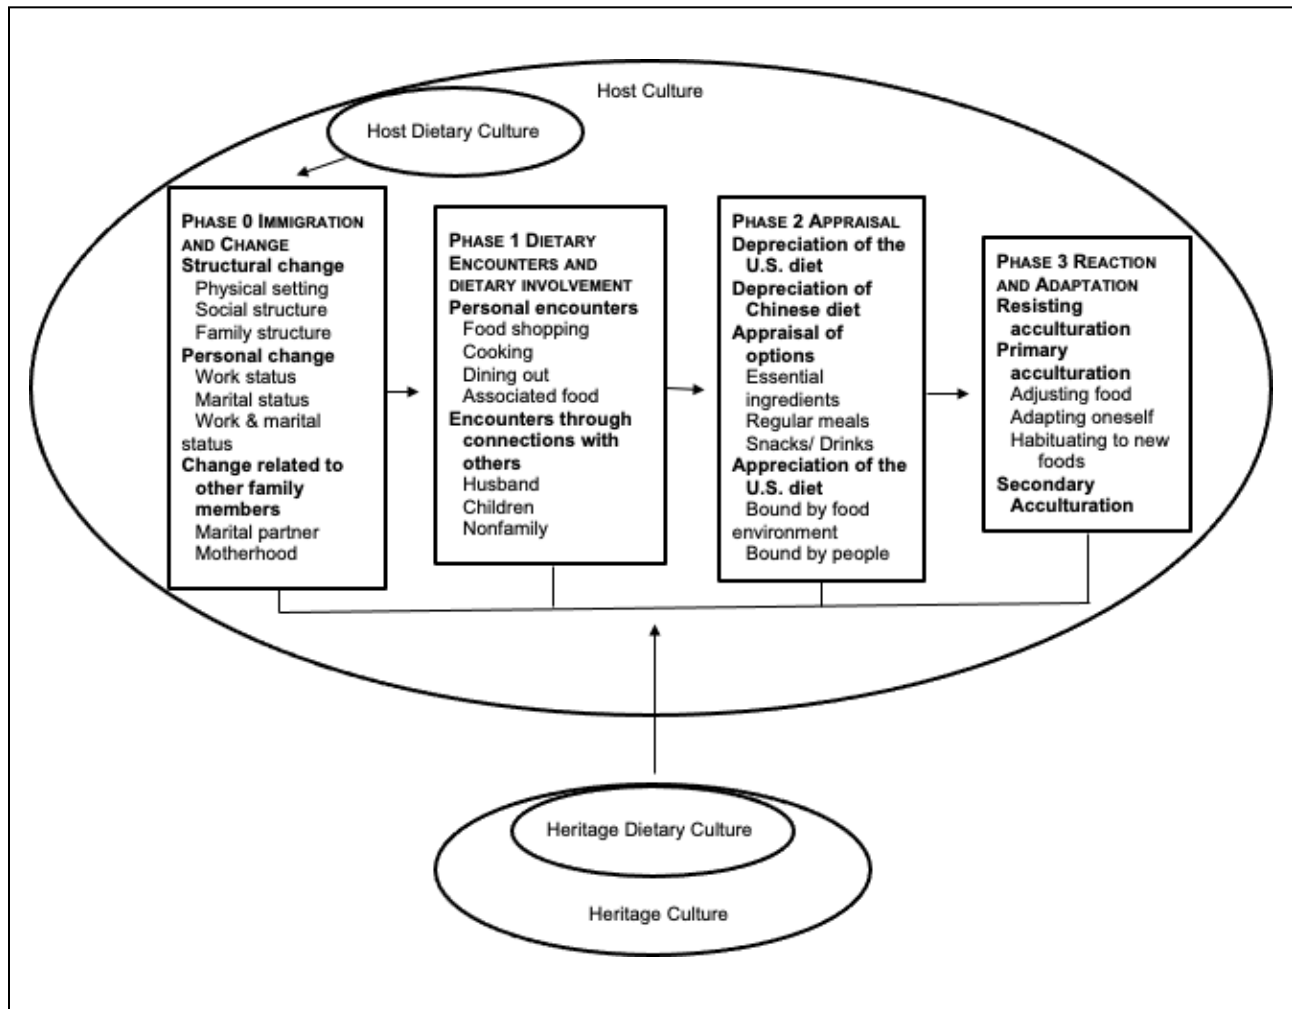 Host Culture
Host Dietary Culture
PHASE 0 IMMIGRATION
AND CHANGE
Structural change
Physical setting
Social structure
Family structure
Personal change
Work status
Marital status
Work & marital
status
Change related to
other family
members
Marital partner
Motherhood
PHASE 1 DIETARY
ENCOUNTERS AND
DIETARY INVOLVEMENT
Personal encounters
Food shopping
Cooking
Dining out
Associated food
Encounters through
connections with
others
Husband
Children
Nonfamily
PHASE 2 APPRAISAL
Depreciation of the
U.S. diet
Depreciation of
Chinese diet
Appraisal of
options
Essential
ingredients
Regular meals
Snacks/ Drinks
Appreciation of the
U.S. diet
Bound by food
environment
Bound by people
PHASE 3 REACTION
AND ADAPTATION
Resisting
acculturation
Primary
acculturation
Adjusting food
Adapting oneself
Habituating to new
foods
Secondary
Acculturation
Heritage Dietary Culture
Heritage Culture